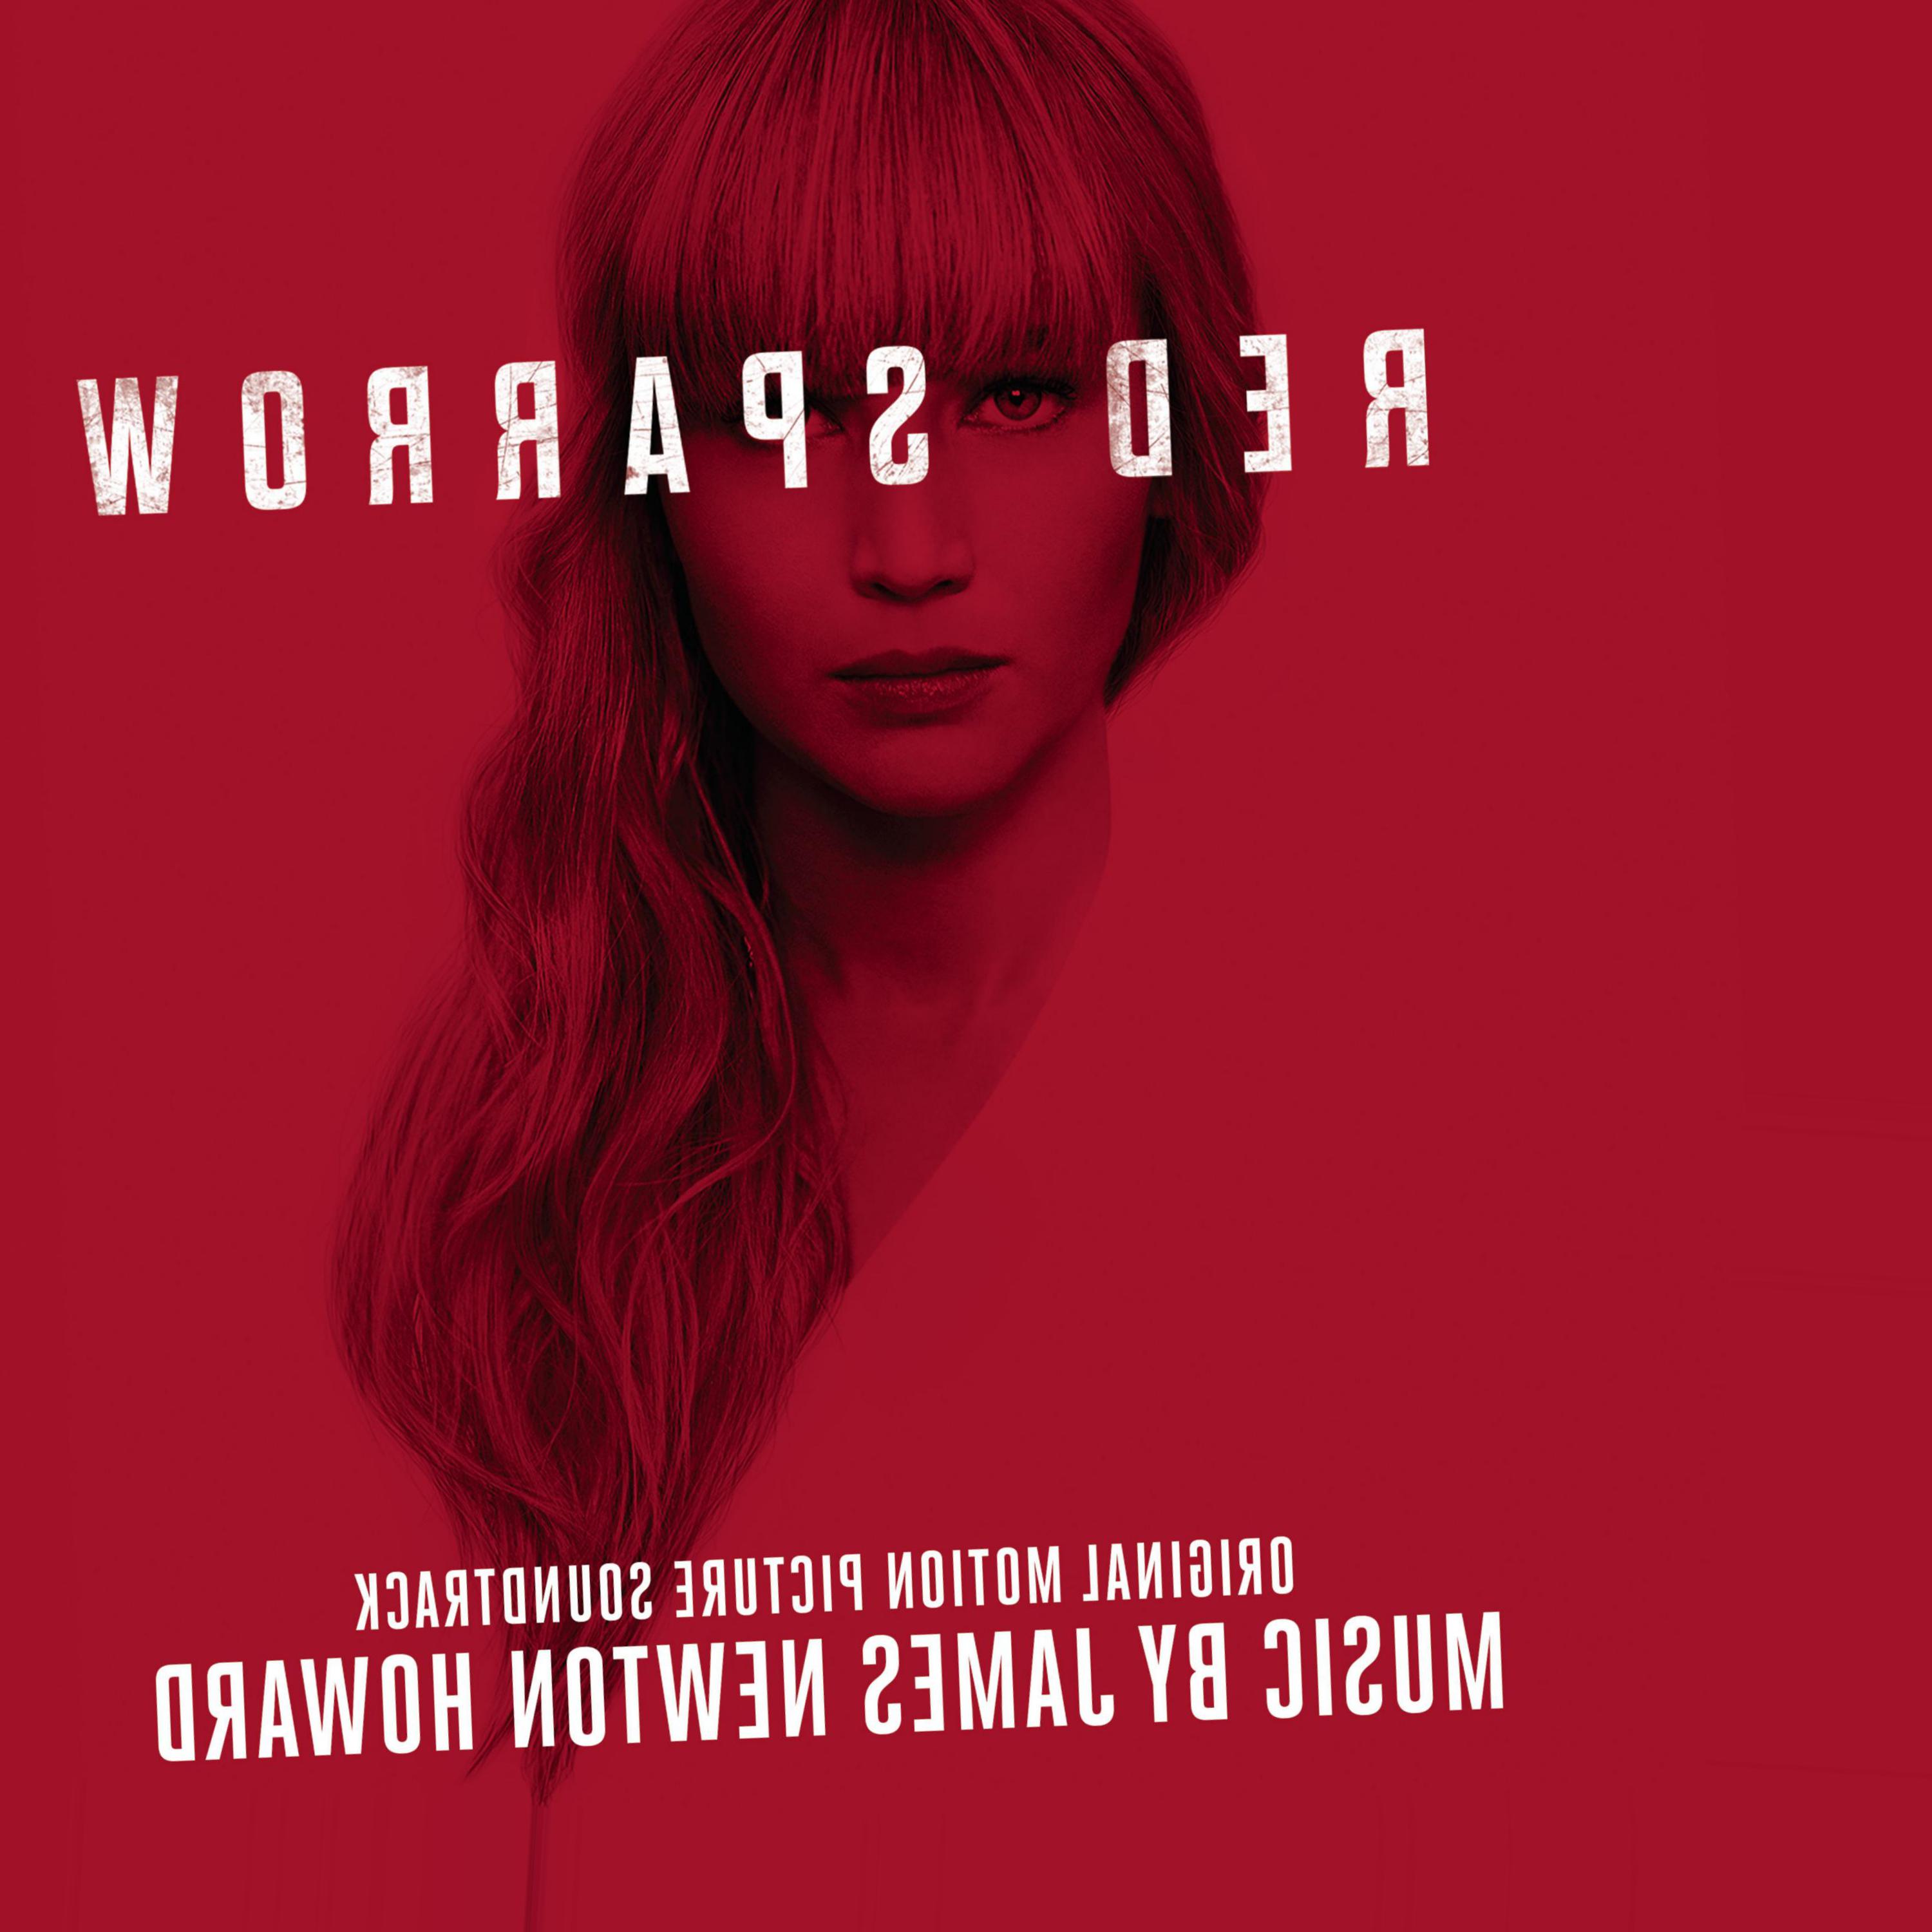 RED SPARROW
ORIGINAL MOTION PICTURE SOUNDTRACK
MUSIC BY JAMES NEWTON HOWARD